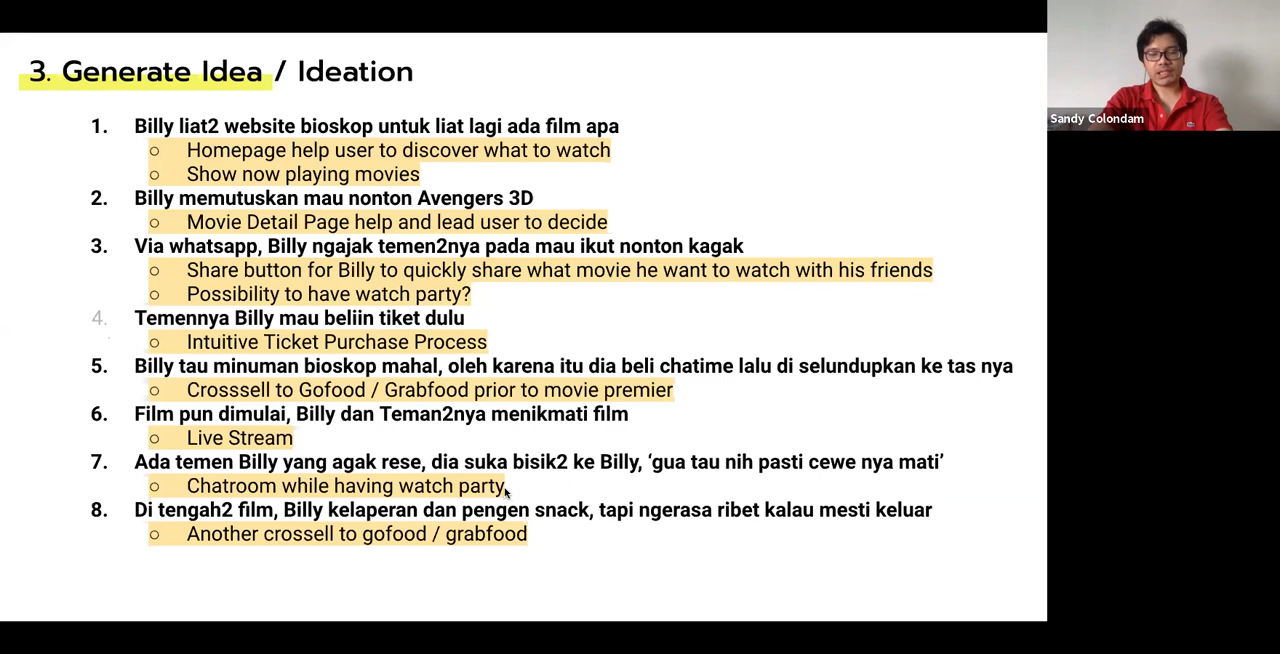 3. Generate Idea / Ideation
Sandy Colondam
1. Billy liat2 website bioskop untuk liat lagi ada film apa
○ Homepage help user to discover what to watch
○ Show now playing movies
2. Billy memutuskan mau nonton Avengers 3D
○ Movie Detail Page help and lead user to decide
3. Via whatsapp, Billy ngajak temen2nya pada mau ikut nonton kagak
○ Share button for Billy to quickly share what movie he want to watch with his friends
○ Possibility to have watch party?
4. Temennya Billy mau beliin tiket dulu
○ Intuitive Ticket Purchase Process
5. Billy tau minuman bioskop mahal, oleh karena itu dia beli chatime lalu di selundupkan ke tas nya
○ Crosssell to Gofood / Grabfood prior to movie premier
6. Film pun dimulai, Billy dan Teman2nya menikmati film
○ Live Stream
7. Ada temen Billy yang agak rese, dia suka bisik2 ke Billy, ‘gua tau nih pasti cewe nya mati’
○ Chatroom while having watch party
8. Di tengah2 film, Billy kelaperan dan pengen snack, tapi ngerasa ribet kalau mesti keluar
○ Another crossell to gofood / grabfood